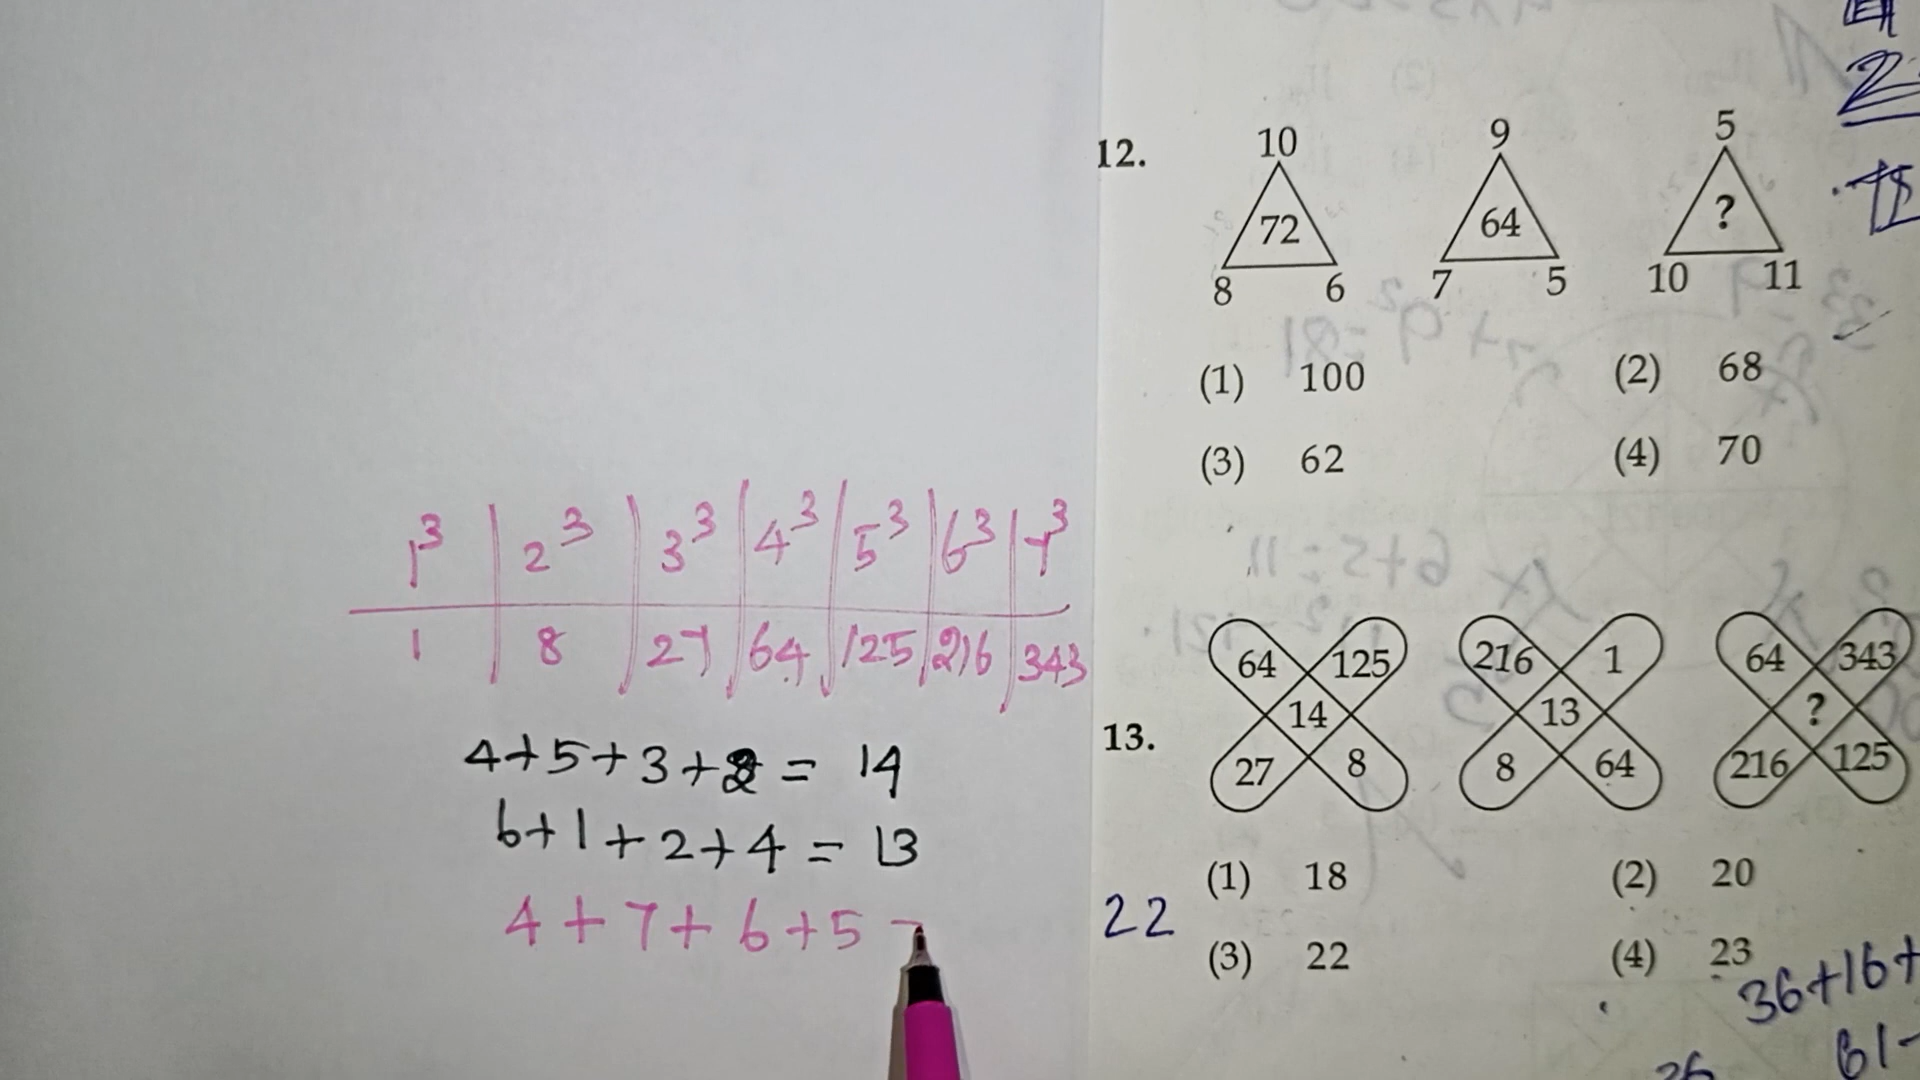 12.
10
72
8 6
9
64
7 5
5
?
10 11
(1) 100 (2) 68
(3) 62 (4) 70
1³ 2³ 3³ 4³ 5³ 6³ 7³
1 8 27 64 125 216 343
4+5+3+2 = 14
6+1+2+4 = 13
4+7+6+5
13.
64 125
14
27 8
216 1
13
8 64
64 343
?
216 125
(1) 18 (2) 20
22
(3) 22 (4) 23
36+16+